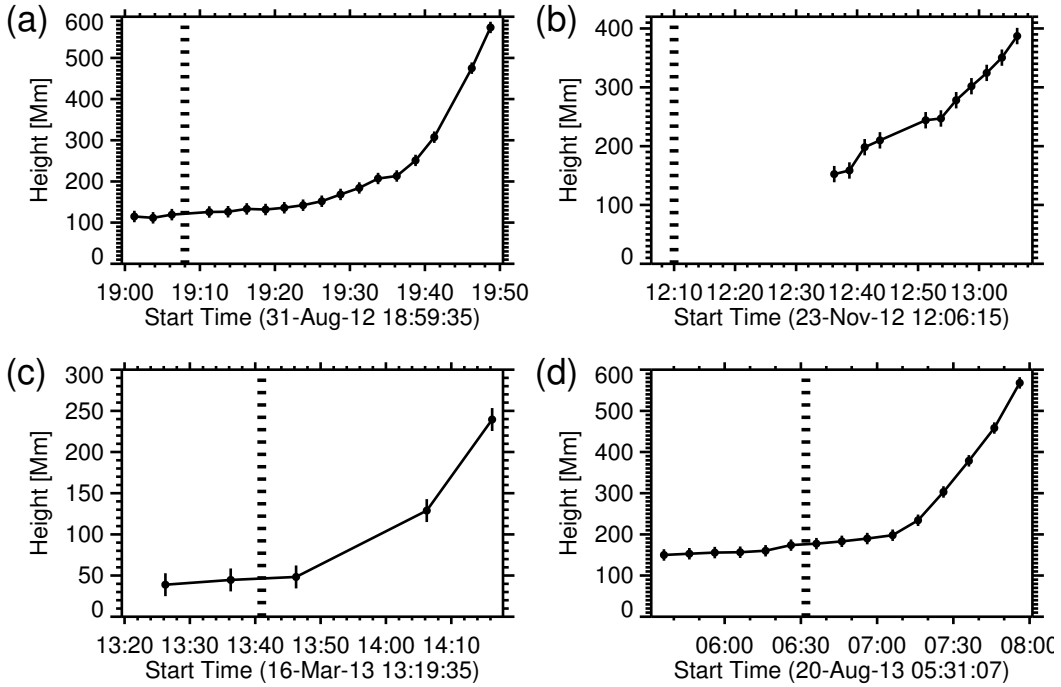 (a)
Height [Mm]
600
500
400
300
200
100
0
19:00 19:10 19:20 19:30 19:40 19:50
Start Time (31-Aug-12 18:59:35)
(b)
Height [Mm]
400
300
200
100
0
12:10 12:20 12:30 12:40 12:50 13:00
Start Time (23-Nov-12 12:06:15)
(c)
Height [Mm]
300
250
200
150
100
50
0
13:20 13:30 13:40 13:50 14:00 14:10
Start Time (16-Mar-13 13:19:35)
(d)
Height [Mm]
600
500
400
300
200
100
0
06:00 06:30 07:00 07:30 08:00
Start Time (20-Aug-13 05:31:07)